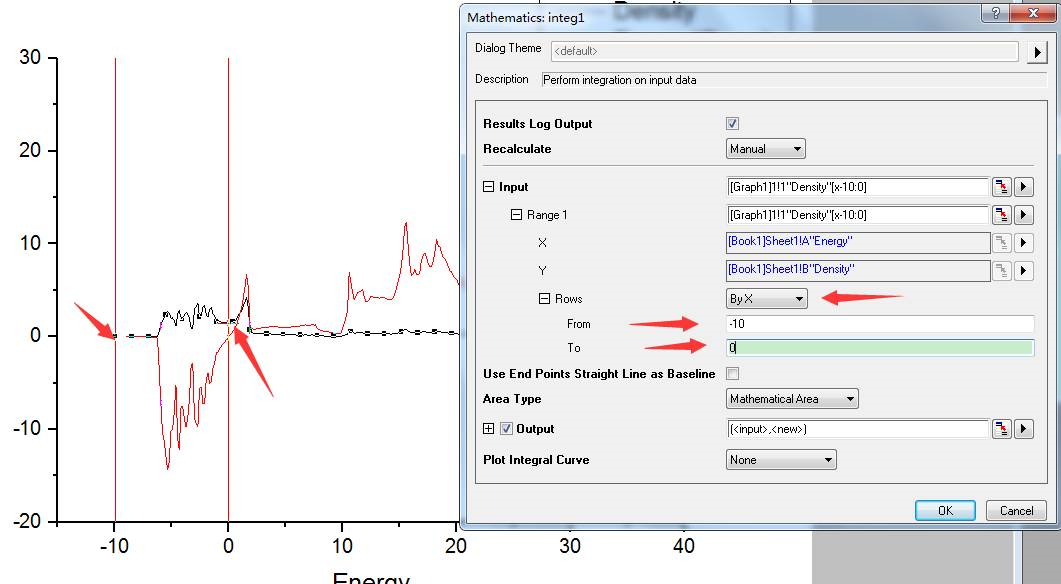 Density
Mathematics: integ1
?
X
Dialog Theme
<default>
Description
Perform integration on input data
Results Log Output
Recalculate
Manual
Input
[Graph1]1!1"Density"[x-10:0]
Range 1
[Graph1]1!1"Density"[x-10:0]
X
[Book1]Sheet1!A"Energy"
Y
[Book1]Sheet1!B"Density"
Rows
By X
From
-10
To
0
Use End Points Straight Line as Baseline
Area Type
Mathematical Area
Output
(<input>,<new>)
Plot Integral Curve
None
OK
Cancel
30
20
10
0
-10
-20
-10 0 10 20 30 40
Energy